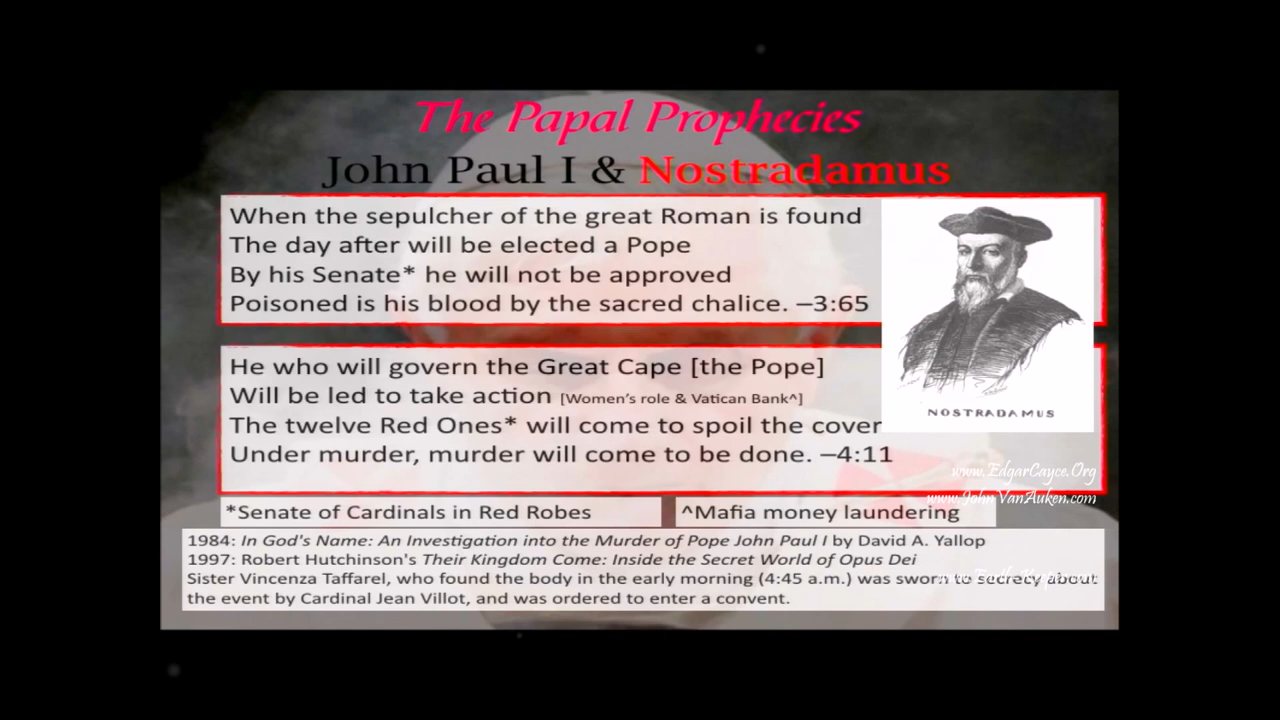 The Papal Prophecies
John Paul I & Nostradamus
When the sepulcher of the great Roman is found
The day after will be elected a Pope
By his Senate* he will not be approved
Poisoned is his blood by the sacred chalice. –3:65
He who will govern the Great Cape [the Pope]
Will be led to take action [Women's role & Vatican Bank^]
The twelve Red Ones* will come to spoil the cover
Under murder, murder will come to be done. –4:11
NOSTRADAMUS
www.EdgarCayce.Org
www.JohnVanAuken.com
*Senate of Cardinals in Red Robes
^Mafia money laundering
1984: In God's Name: An Investigation into the Murder of Pope John Paul I by David A. Yallop
1997: Robert Hutchinson's Their Kingdom Come: Inside the Secret World of Opus Dei
Sister Vincenza Taffarel, who found the body in the early morning (4:45 a.m.) was sworn to secrecy about
the event by Cardinal Jean Villot, and was ordered to enter a convent.